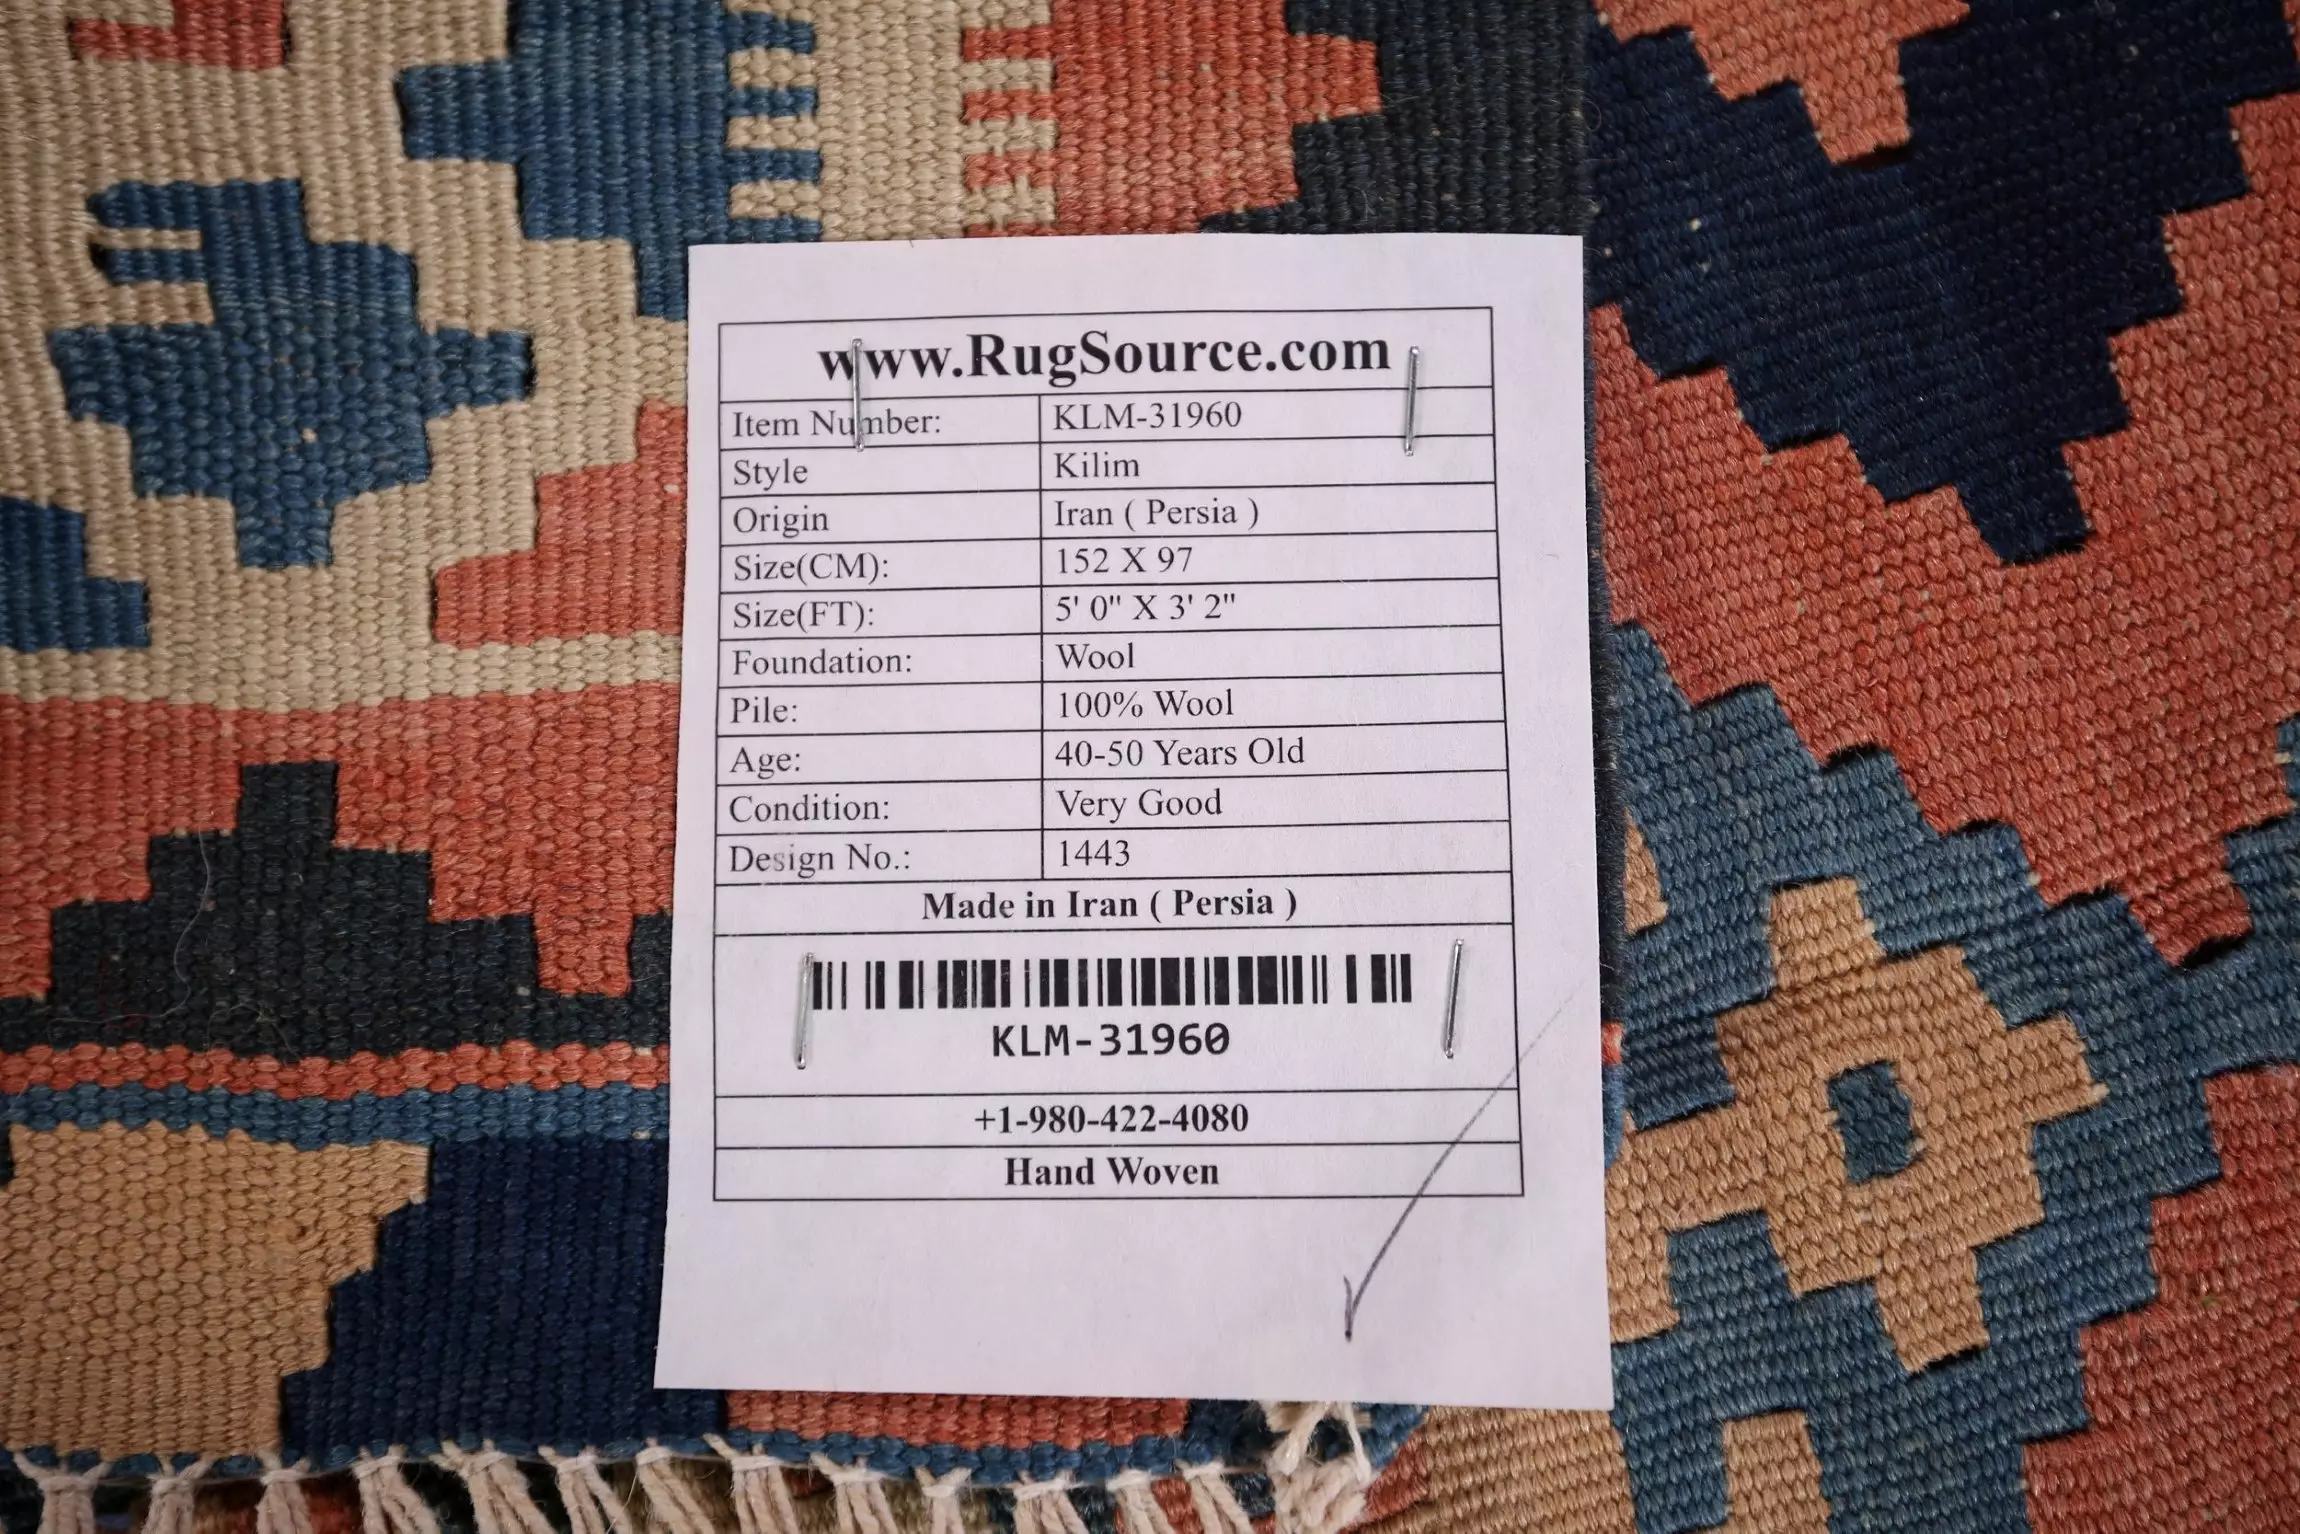 www.RugSource.com
Item Number: KLM-31960
Style Kilim
Origin Iran ( Persia )
Size(CM): 152 X 97
Size(FT): 5' 0" X 3' 2"
Foundation: Wool
Pile: 100% Wool
Age: 40-50 Years Old
Condition: Very Good
Design No.: 1443
Made in Iran ( Persia )
KLM-31960
+1-980-422-4080
Hand Woven